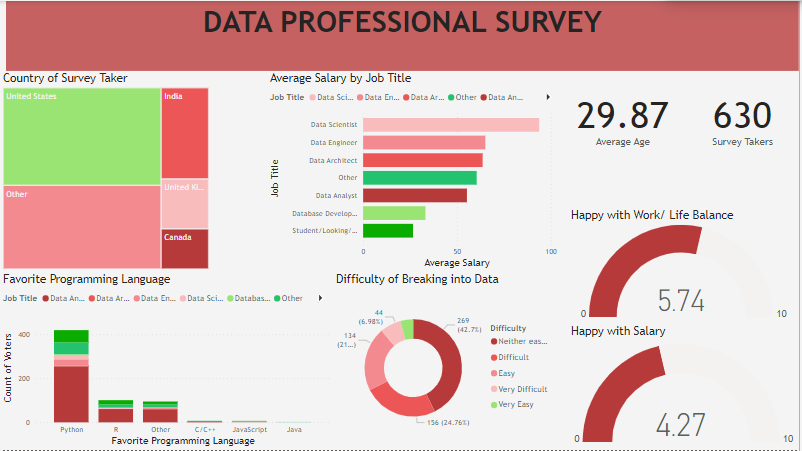 DATA PROFESSIONAL SURVEY
Country of Survey Taker
United States
India
Other
United Ki...
Canada
Average Salary by Job Title
Job Title Data Sci... Data En... Data Ar... Other Data An...
Job Title
Data Scientist
Data Engineer
Data Architect
Other
Data Analyst
Database Develop...
Student/Looking/...
0 50 100
Average Salary
29.87
Average Age
630
Survey Takers
Happy with Work/ Life Balance
5.74
0 10
Happy with Salary
4.27
0 10
Favorite Programming Language
Job Title Data An... Data Ar... Data En... Data Sci... Databas... Other
Count of Voters
400
200
0
Python R Other C/C++ JavaScript Java
Favorite Programming Language
Difficulty of Breaking into Data
44
(6.98%)
269
(42.7%)
134
(21...)
156 (24.76%)
Difficulty
Neither eas...
Difficult
Easy
Very Difficult
Very Easy